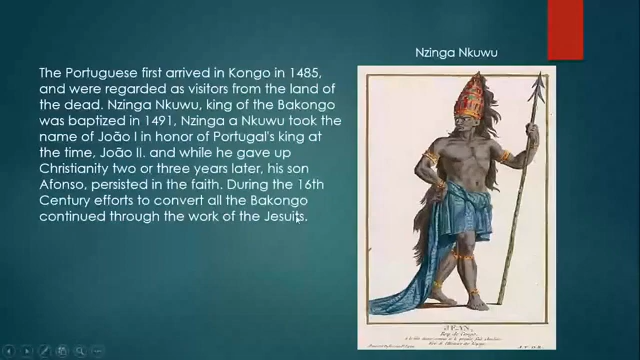 Nzinga Nkuwu
The Portuguese first arrived in Kongo in 1485,
and were regarded as visitors from the land of
the dead. Nzinga Nkuwu, king of the Bakongo
was baptized in 1491, Nzinga a Nkuwu took the
name of João I in honor of Portugal's king at
the time, João II. and while he gave up
Christianity two or three years later, his son
Afonso, persisted in the faith. During the 16th
Century efforts to convert all the Bakongo
continued through the work of the Jesuits.
JEAN,
Roy de Congo,